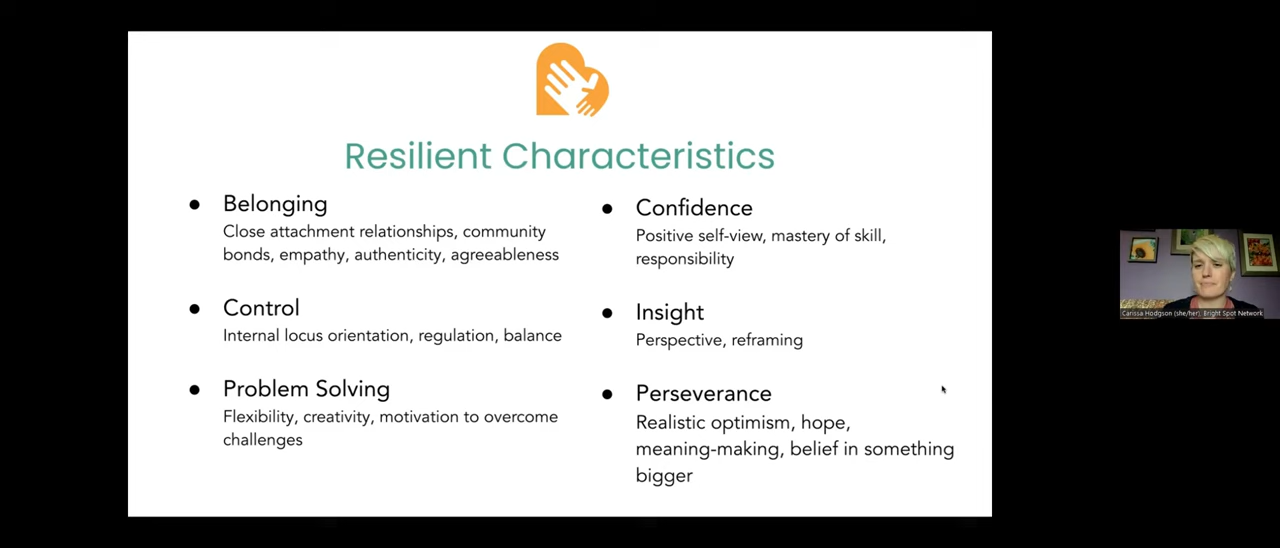 Resilient Characteristics
● Belonging
Close attachment relationships, community
bonds, empathy, authenticity, agreeableness
● Control
Internal locus orientation, regulation, balance
● Problem Solving
Flexibility, creativity, motivation to overcome
challenges
● Confidence
Positive self-view, mastery of skill,
responsibility
● Insight
Perspective, reframing
● Perseverance
Realistic optimism, hope,
meaning-making, belief in something
bigger
Carissa Hodgson (she/her), Bright Spot Network